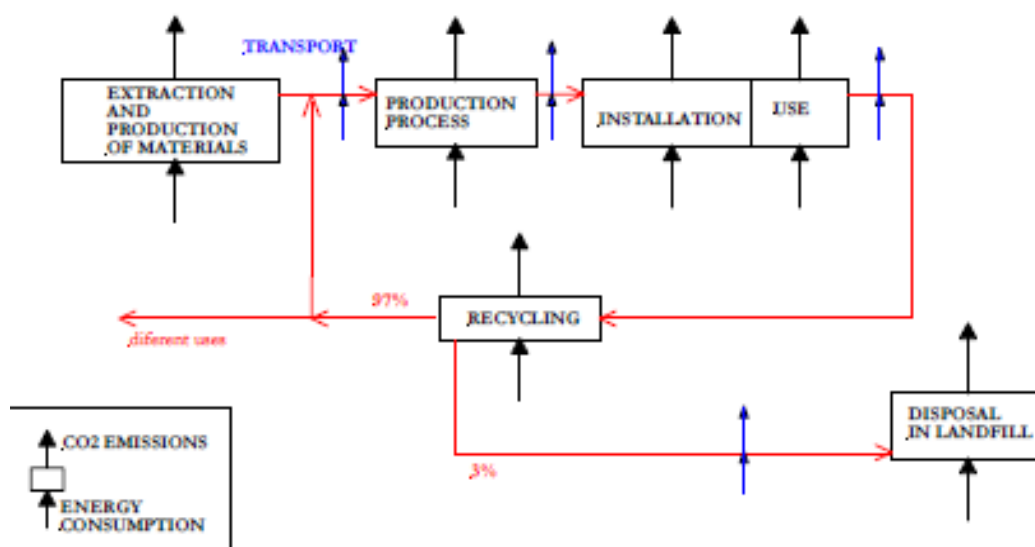 TRANSPORT
EXTRACTION
AND
PRODUCTION
OF MATERIALS
PRODUCTION
PROCESS
INSTALLATION
USE
97%
RECYCLING
diferent uses
3%
DISPOSAL
IN LANDFILL
CO2 EMISSIONS
ENERGY
CONSUMPTION